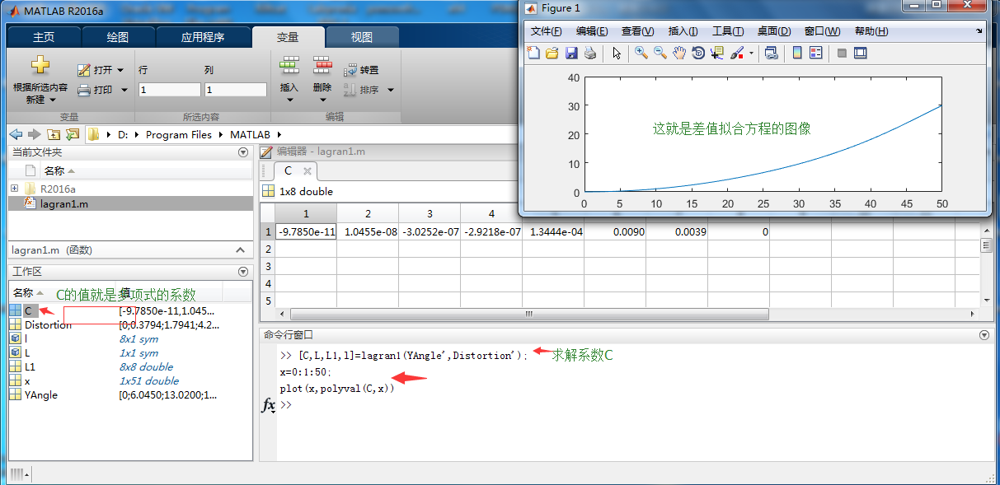 MATLAB R2016a
主页 绘图 应用程序 变量 视图
根据所选内容
新建
打开
打印
变量
行 列
1 1
所选内容
插入 删除 转置
排序
编辑
D: Program Files MATLAB
当前文件夹
名称
R2016a
lagran1.m
lagran1.m (函数)
工作区
名称 值
C的值就是多项式的系数
C [-9.7850e-11,1.045...
Distortion [0;0.3794;1.7941;4.2...
l 8x1 sym
L 1x1 sym
L1 8x8 double
x 1x51 double
YAngle [0;6.0450;13.0200;1...
编辑器 - lagran1.m
C
1x8 double
1 2 3 4
1 -9.7850e-11 1.0455e-08 -3.0252e-07 -2.9218e-07 1.3444e-04 0.0090 0.0039 0
2
3
4
5
命令行窗口
>> [C,L,L1,l]=lagran1(YAngle',Distortion');
求解系数C
x=0:1:50;
plot(x,polyval(C,x))
fx >>
Figure 1
文件(F) 编辑(E) 查看(V) 插入(I) 工具(T) 桌面(D) 窗口(W) 帮助(H)
40
30
20
10
0
这就是差值拟合方程的图像
0 5 10 15 20 25 30 35 40 45 50